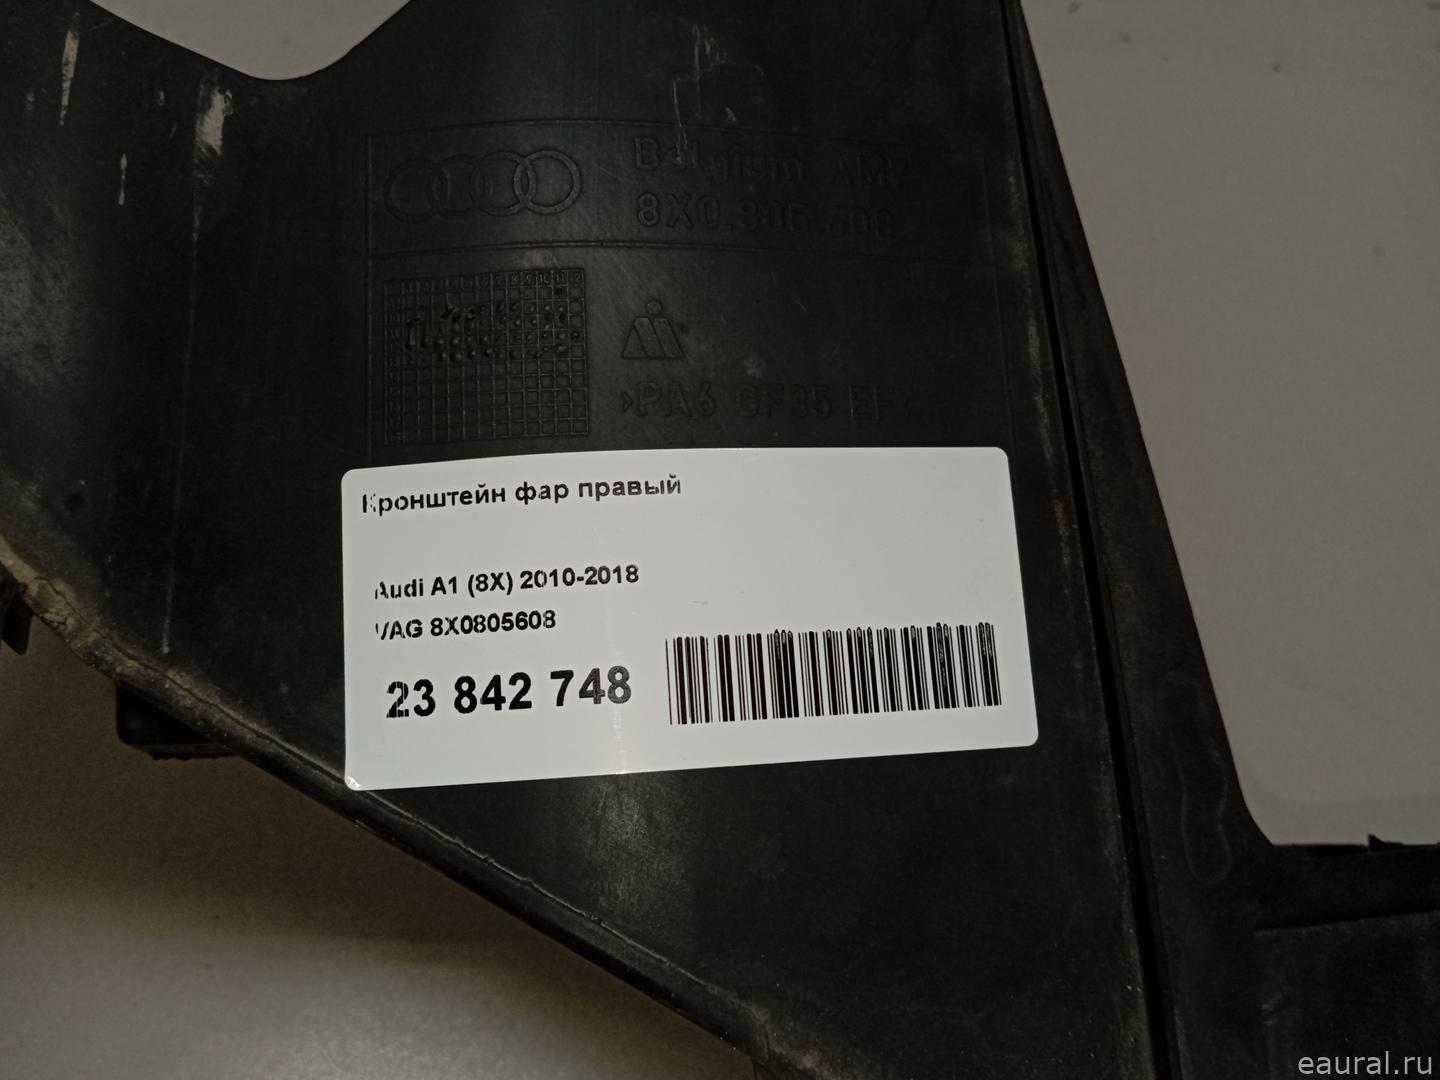 8X0.805.608
>PA6 GF35 EF<
Кронштейн фар правый
Audi A1 (8X) 2010-2018
VAG 8X0805608
23 842 748
eaural.ru